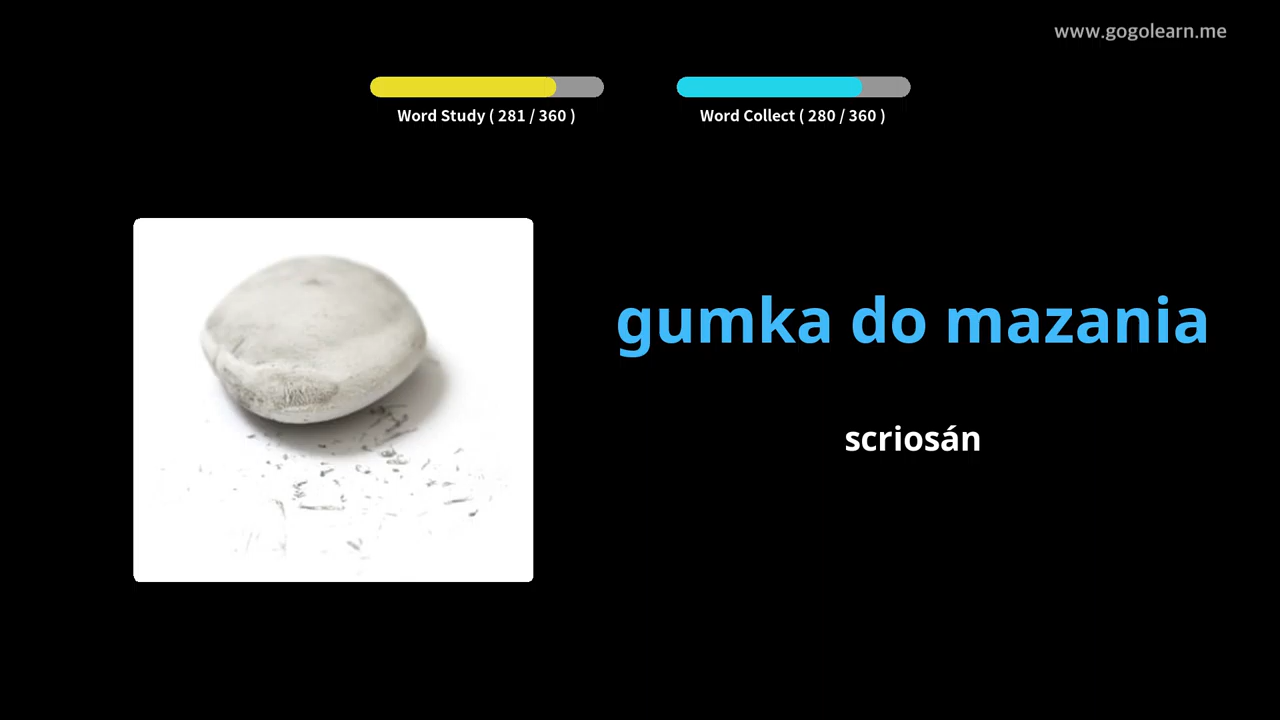 www.gogolearn.me
Word Study ( 281 / 360 )
Word Collect ( 280 / 360 )
gumka do mazania
scriosán